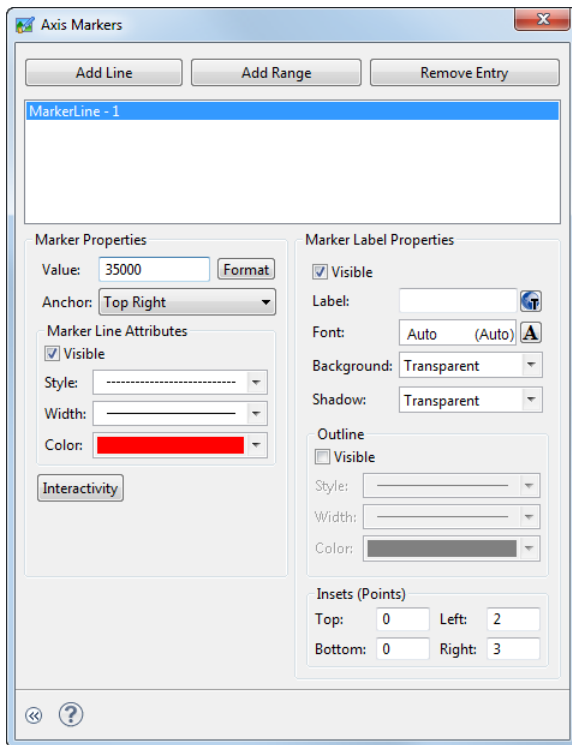 Axis Markers
Add Line
Add Range
Remove Entry
MarkerLine - 1
Marker Properties
Value: 35000 Format
Anchor: Top Right
Marker Line Attributes
Visible
Style:
Width:
Color:
Interactivity
Marker Label Properties
Visible
Label:
Font: Auto (Auto) A
Background: Transparent
Shadow: Transparent
Outline
Visible
Style:
Width:
Color:
Insets (Points)
Top: 0 Left: 2
Bottom: 0 Right: 3